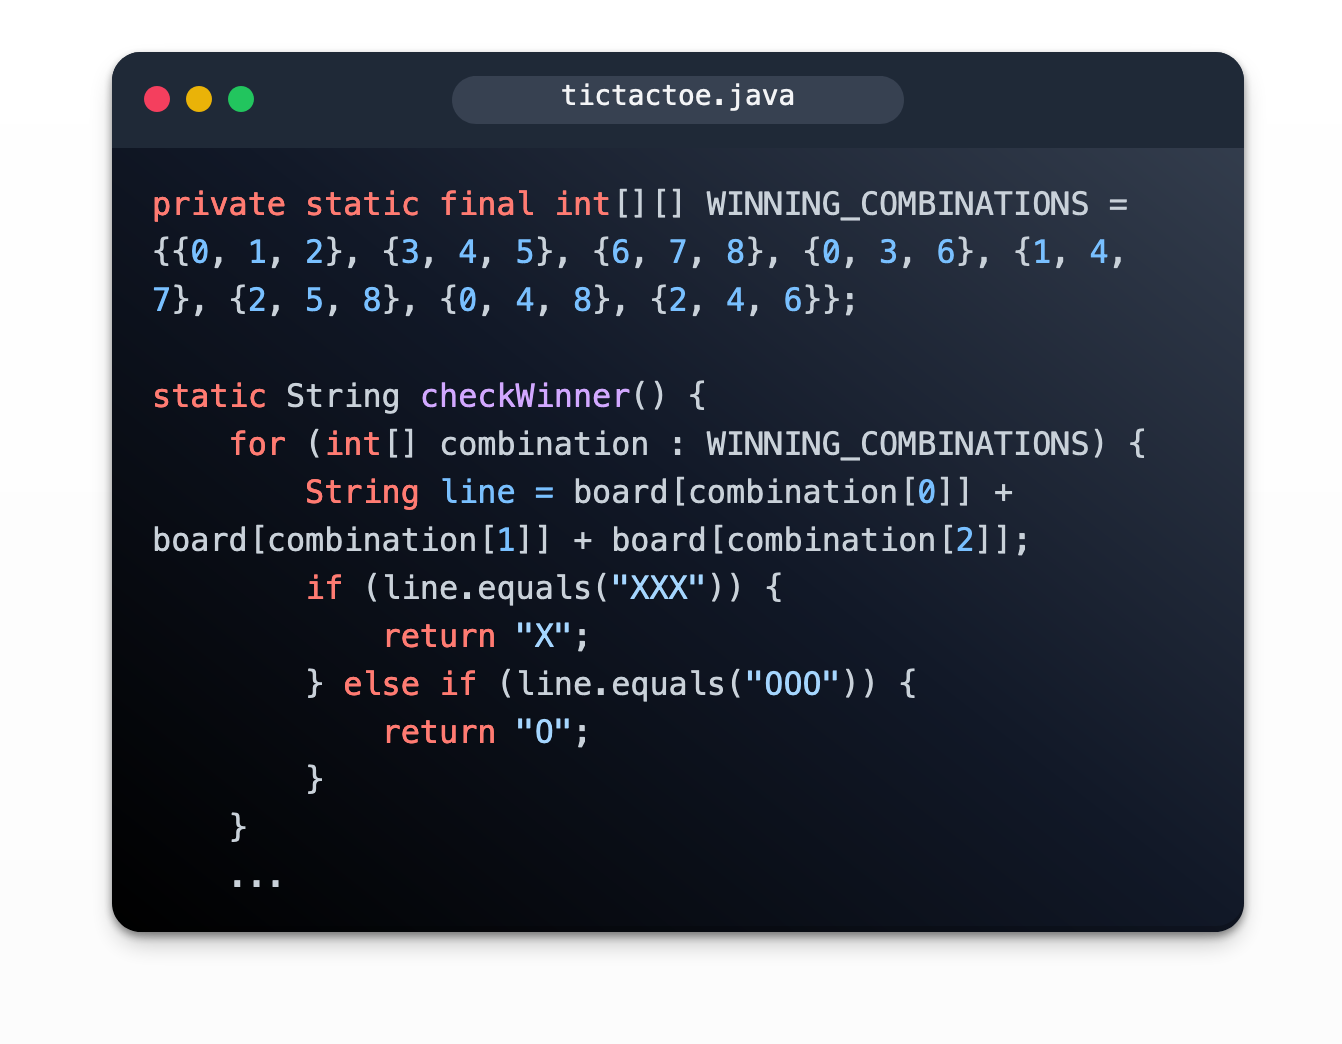 tictactoe.java
private static final int[][] WINNING_COMBINATIONS =
{{0, 1, 2}, {3, 4, 5}, {6, 7, 8}, {0, 3, 6}, {1, 4,
7}, {2, 5, 8}, {0, 4, 8}, {2, 4, 6}};

static String checkWinner() {
    for (int[] combination : WINNING_COMBINATIONS) {
        String line = board[combination[0]] +
board[combination[1]] + board[combination[2]];
        if (line.equals("XXX")) {
            return "X";
        } else if (line.equals("OOO")) {
            return "O";
        }
    }
    ...